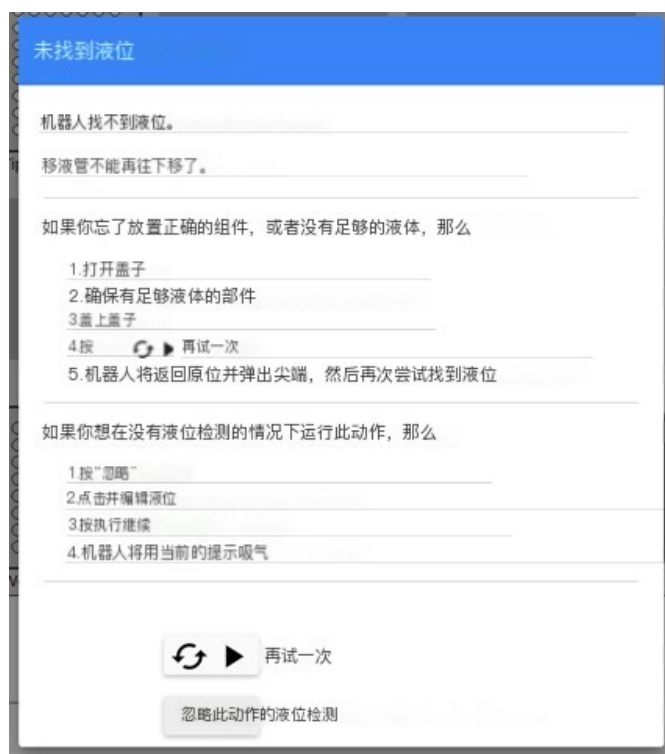 未找到液位
机器人找不到液位。
移液管不能再往下移了。
如果你忘了放置正确的组件，或者没有足够的液体，那么
1.打开盖子
2.确保有足够液体的部件
3.盖上盖子
4.按 再试一次
5.机器人将返回原位并弹出尖端，然后再次尝试找到液位
如果你想在没有液位检测的情况下运行此动作，那么
1.按"忽略"
2.点击并编辑液位
3.按执行继续
4.机器人将用当前的提示吸气
再试一次
忽略此动作的液位检测